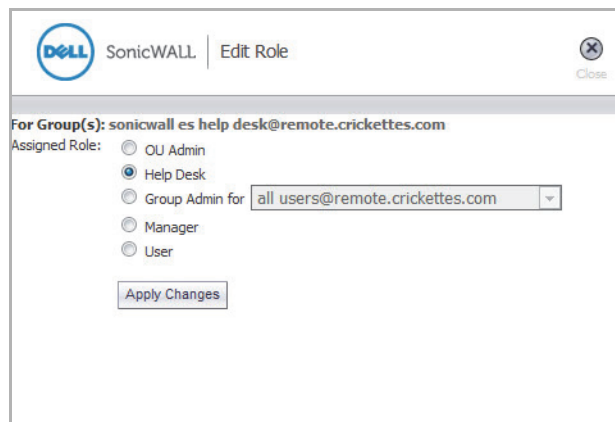 DELL SonicWALL Edit Role
Close
For Group(s): sonicwall es help desk@remote.crickettes.com
Assigned Role: OU Admin
Help Desk
Group Admin for all users@remote.crickettes.com
Manager
User
Apply Changes